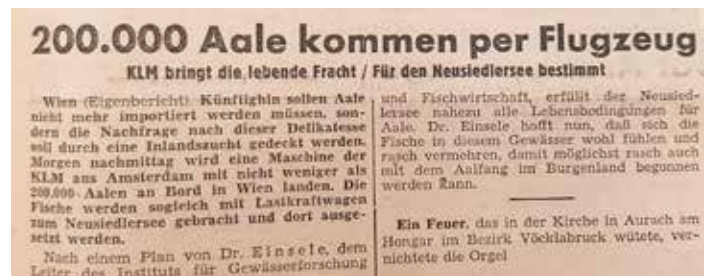 200.000 Aale kommen per Flugzeug
KLM bringt die lebende Fracht / Für den Neusiedlersee bestimmt
Wien (Eigenbericht). Künftighin sollen Aale
nicht mehr importiert werden müssen, son-
dern die Nachfrage nach dieser Delikatesse
soll durch eine Inlandszucht gedeckt werden.
Morgen nachmittag wird eine Maschine der
KLM aus Amsterdam mit nicht weniger als
200.000 Aalen an Bord in Wien landen. Die
Fische werden sogleich mit Lastkraftwagen
zum Neusiedlersee gebracht und dort ausge-
setzt werden.
Nach einem Plan von Dr. Einsele, dem
Leiter des Instituts für Gewässerforschung
und Fischwirtschaft, erfüllt der Neusied-
lersee nahezu alle Lebensbedingungen für
Aale. Dr. Einsele hofft nun, daß sich die
Fische in diesem Gewässer wohl fühlen und
rasch vermehren, damit möglichst rasch auch
mit dem Aalfang im Burgenland begonnen
werden kann.
Ein Feuer, das in der Kirche in Aurach am
Hongar im Bezirk Vöcklabruck wütete, ver-
nichtete die Orgel